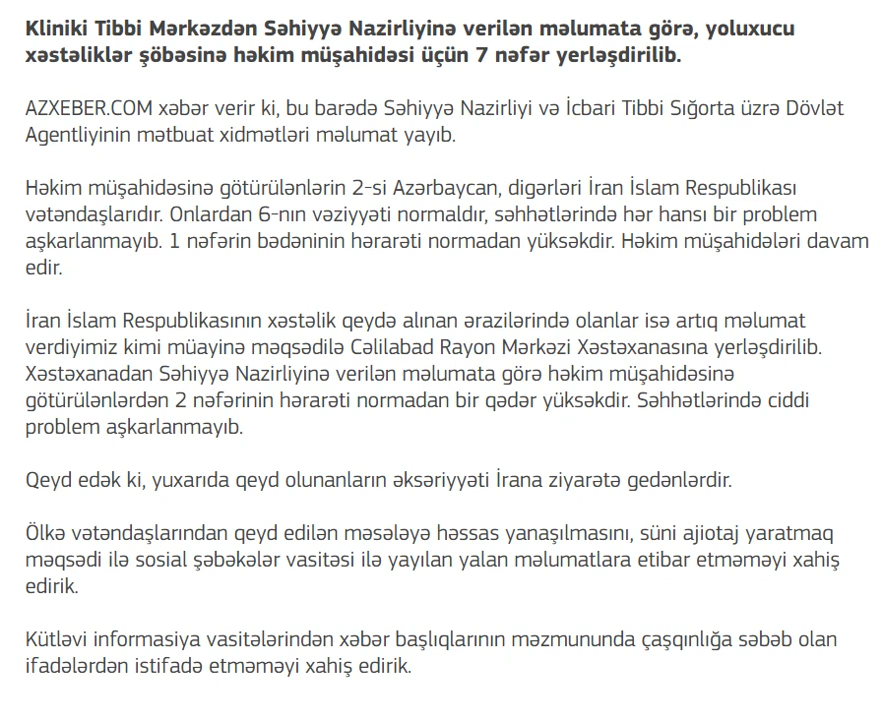 Kliniki Tibbi Mərkəzdən Səhiyyə Nazirliyinə verilən məlumata görə, yoluxucu
xəstəliklər şöbəsinə həkim müşahidəsi üçün 7 nəfər yerləşdirilib.
AZXEBER.COM xəbər verir ki, bu barədə Səhiyyə Nazirliyi və İcbari Tibbi Sığorta üzrə Dövlət
Agentliyinin mətbuat xidmətləri məlumat yayıb.
Həkim müşahidəsinə götürülənlərin 2-si Azərbaycan, digərləri İran İslam Respublikası
vətəndaşlarıdır. Onlardan 6-nın vəziyyəti normaldır, səhhətlərində hər hansı bir problem
aşkarlanmayıb. 1 nəfərin bədəninin hərarəti normadan yüksəkdir. Həkim müşahidələri davam
edir.
İran İslam Respublikasının xəstəlik qeydə alınan ərazilərində olanlar isə artıq məlumat
verdiyimiz kimi müayinə məqsədilə Cəlilabad Rayon Mərkəzi Xəstəxanasına yerləşdirilib.
Xəstəxanadan Səhiyyə Nazirliyinə verilən məlumata görə həkim müşahidəsinə
götürülənlərdən 2 nəfərinin hərarəti normadan bir qədər yüksəkdir. Səhhətlərində ciddi
problem aşkarlanmayıb.
Qeyd edək ki, yuxarıda qeyd olunanların əksəriyyəti İrana ziyarətə gedənlərdir.
Ölkə vətəndaşlarından qeyd edilən məsələyə həssas yanaşılmasını, süni ajiotaj yaratmaq
məqsədi ilə sosial şəbəkələr vasitəsi ilə yayılan yalan məlumatlara etibar etməməyi xahiş
edirik.
Kütləvi informasiya vasitələrindən xəbər başlıqlarının məzmununda çaşqınlığa səbəb olan
ifadələrdən istifadə etməməyi xahiş edirik.